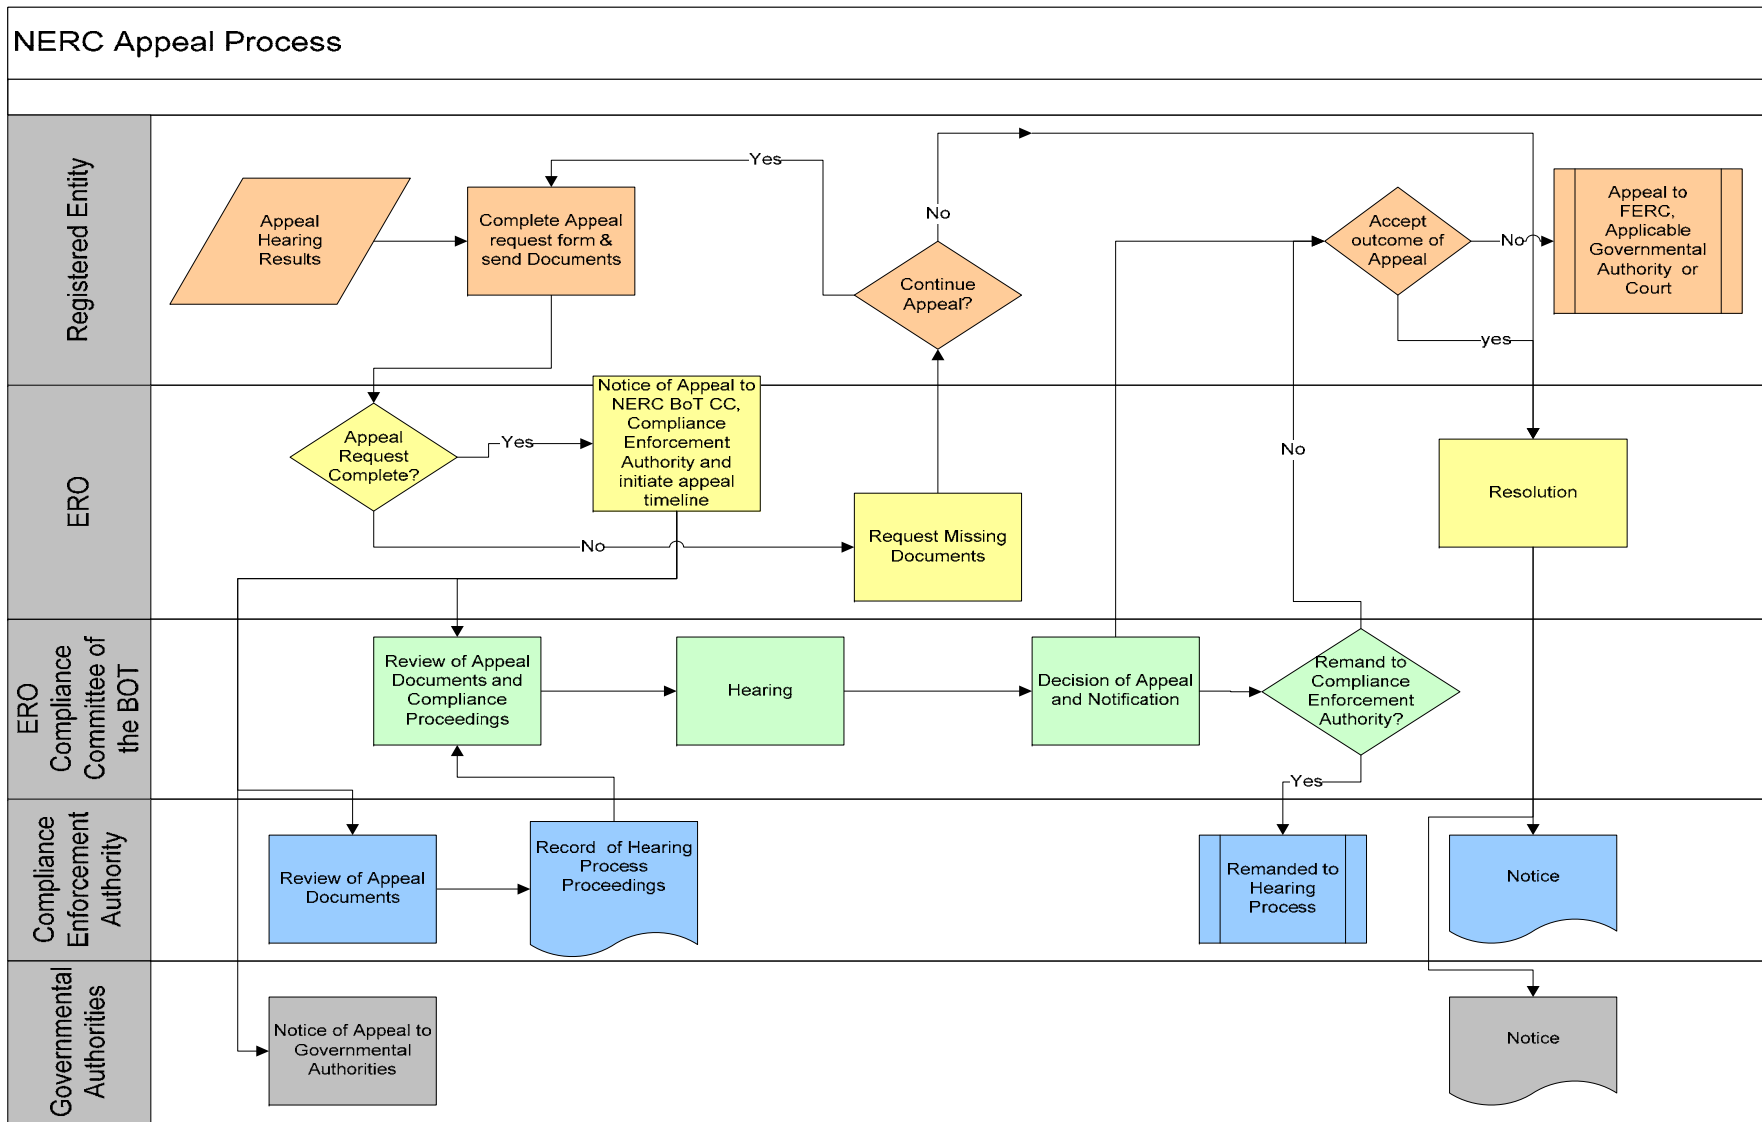 NERC Appeal Process
Registered Entity
Appeal
Hearing
Results
Complete Appeal
request form &
send Documents
Yes
No
Continue
Appeal?
Accept
outcome of
Appeal
No
yes
Appeal to
FERC,
Applicable
Governmental
Authority or
Court
ERO
Appeal
Request
Complete?
Yes
No
Notice of Appeal to
NERC BoT CC,
Compliance
Enforcement
Authority and
initiate appeal
timeline
Request Missing
Documents
No
Resolution
ERO
Compliance
Committee of
the BOT
Review of Appeal
Documents and
Compliance
Proceedings
Hearing
Decision of Appeal
and Notification
Remand to
Compliance
Enforcement
Authority?
Yes
Compliance
Enforcement
Authority
Review of Appeal
Documents
Record of Hearing
Process
Proceedings
Remanded to
Hearing
Process
Notice
Governmental
Authorities
Notice of Appeal to
Governmental
Authorities
Notice